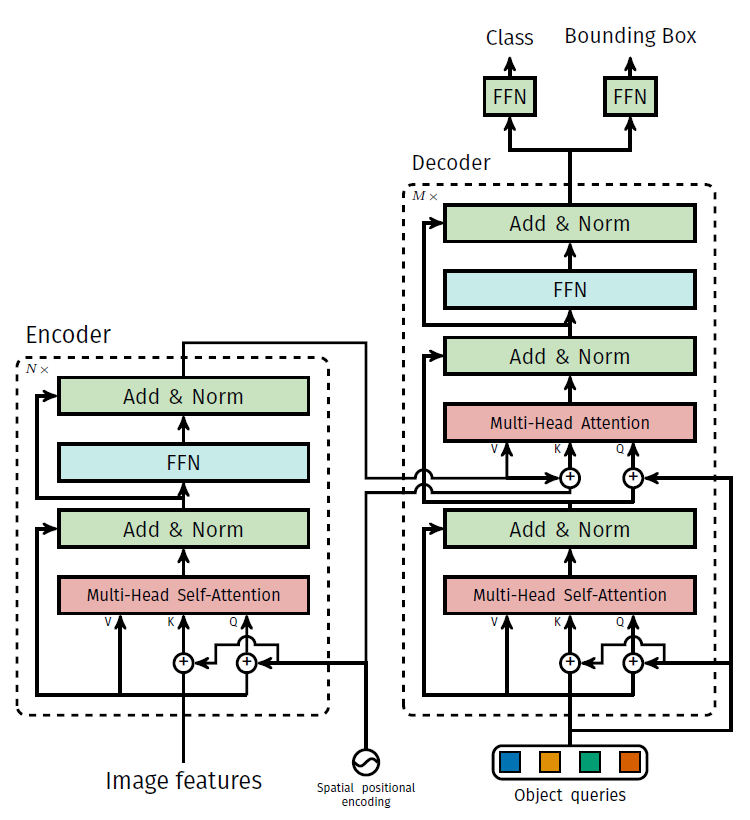 Class
Bounding Box
FFN
FFN
Decoder
M ×
Add & Norm
FFN
Add & Norm
Multi-Head Attention
V
K
Q
Add & Norm
Multi-Head Self-Attention
V
K
Q
Object queries
Encoder
N ×
Add & Norm
FFN
Add & Norm
Multi-Head Self-Attention
V
K
Q
Image features
Spatial positional
encoding